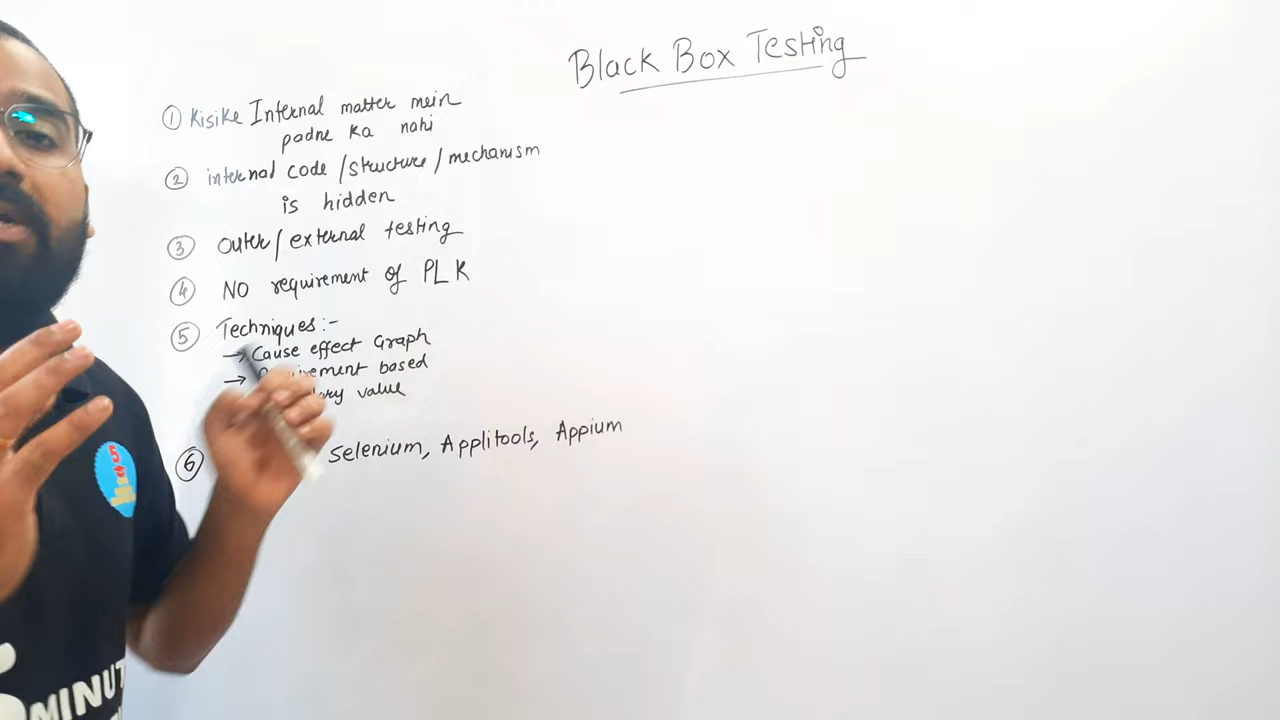 Black Box Testing
① Kisike Internal matter mein
padne ka nahi
② internal code/structure/mechanism
is hidden
③ Outer/external testing
④ NO requirement of PLK
⑤ Techniques:-
→ Cause effect Graph
→ based
value
⑥ Selenium, Applitools, Appium
5
MINUT